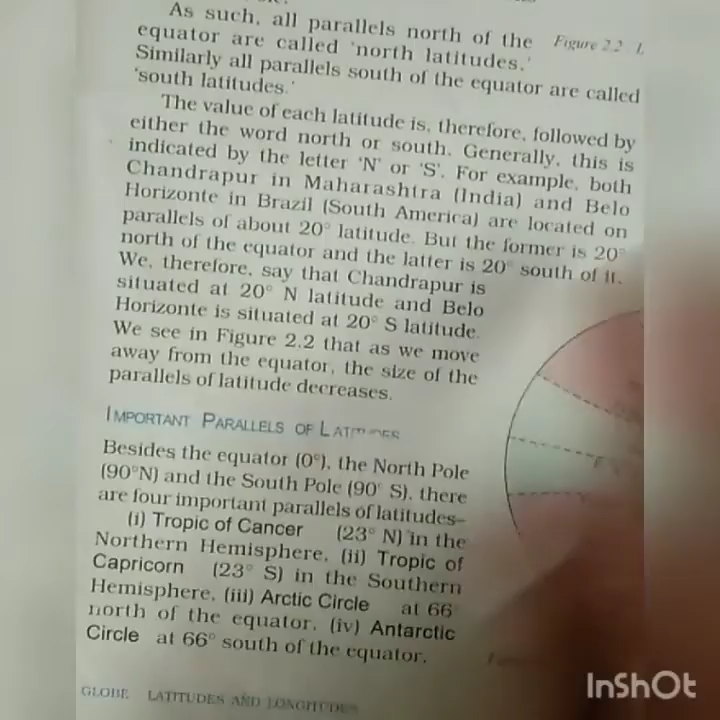 As such, all parallels north of the
equator are called 'north latitudes.'
Similarly all parallels south of the equator are called
'south latitudes.'
Figure 2.2
The value of each latitude is, therefore, followed by
either the word north or south. Generally, this is
indicated by the letter 'N' or 'S'. For example, both
Chandrapur in Maharashtra (India) and Belo
Horizonte in Brazil (South America) are located on
parallels of about 20° latitude. But the former is 20°
north of the equator and the latter is 20° south of it.
We, therefore, say that Chandrapur is
situated at 20° N latitude and Belo
Horizonte is situated at 20° S latitude.
We see in Figure 2.2 that as we move
away from the equator, the size of the
parallels of latitude decreases.
IMPORTANT PARALLELS OF LATITUDES
Besides the equator (0°), the North Pole
(90°N) and the South Pole (90° S), there
are four important parallels of latitudes–
(i) Tropic of Cancer (23° N) in the
Northern Hemisphere, (ii) Tropic of
Capricorn (23° S) in the Southern
Hemisphere, (iii) Arctic Circle at 66°
north of the equator, (iv) Antarctic
Circle at 66° south of the equator.
GLOBE LATITUDES AND LONGITUDES
InShOt